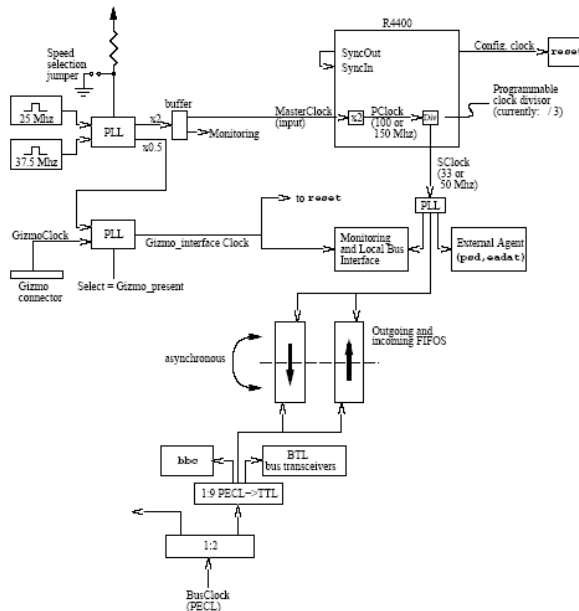 R4400
Speed
selection
jumper
SyncOut
SyncIn
Config. clock
reset
25 Mhz
37.5 Mhz
PLL
x2
x0.5
buffer
Monitoring
MasterClock
(input)
x2
PClock
(100 or
150 Mhz)
Div
Programmable
clock divisor
(currently: / 3)
SClock
(33 or
50 Mhz)
PLL
GizmoClock
PLL
Gizmo_interface Clock
to reset
Monitoring
and Local Bus
Interface
External Agent
(psd,eadat)
Gizmo
connector
Select = Gizmo_present
asynchronous
Outgoing and
incoming FIFOS
bbc
BTL
bus transceivers
1:9 PECL->TTL
1:2
BusClock
(PECL)